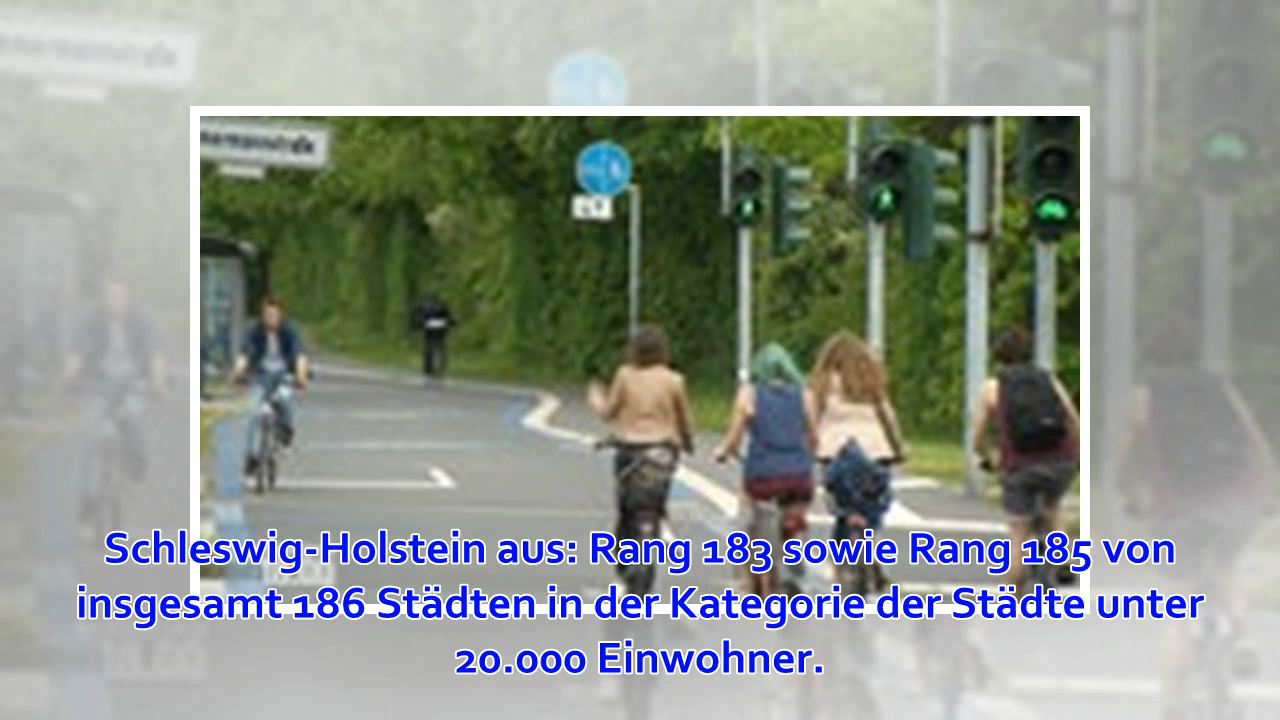 Schleswig-Holstein aus: Rang 183 sowie Rang 185 von
insgesamt 186 Städten in der Kategorie der Städte unter
20.000 Einwohner.